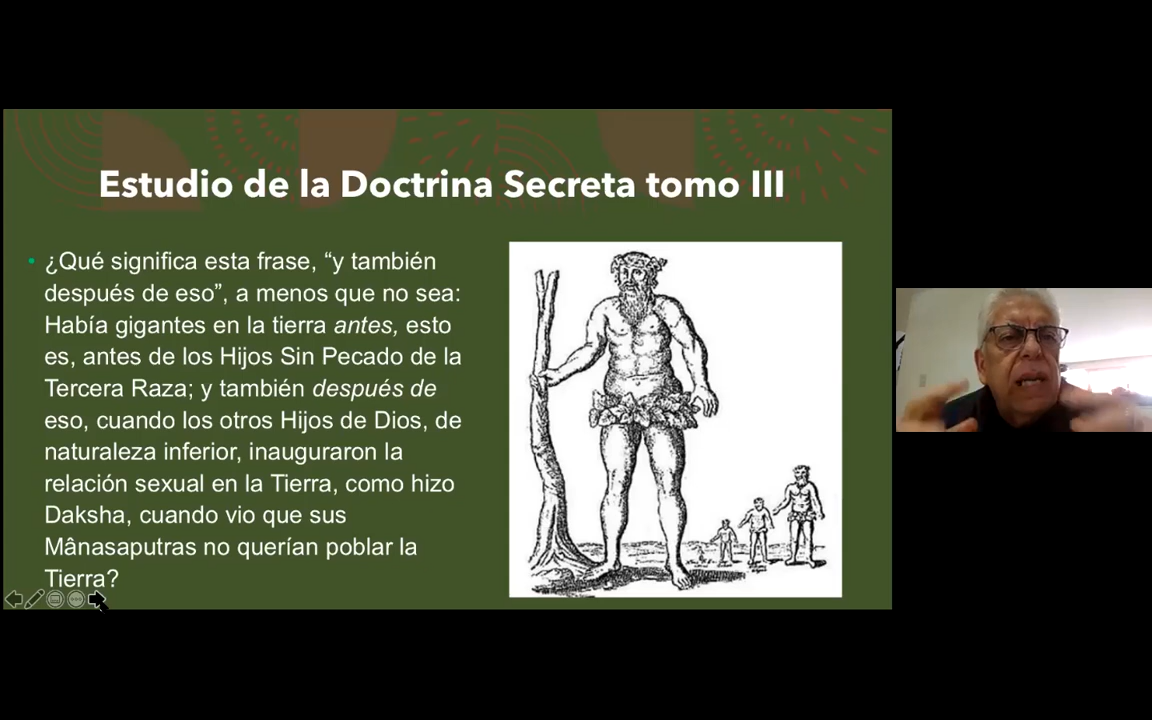 Estudio de la Doctrina Secreta tomo III
• ¿Qué significa esta frase, “y también
después de eso”, a menos que no sea:
Había gigantes en la tierra antes, esto
es, antes de los Hijos Sin Pecado de la
Tercera Raza; y también después de
eso, cuando los otros Hijos de Dios, de
naturaleza inferior, inauguraron la
relación sexual en la Tierra, como hizo
Daksha, cuando vio que sus
Mânasaputras no querían poblar la
Tierra?